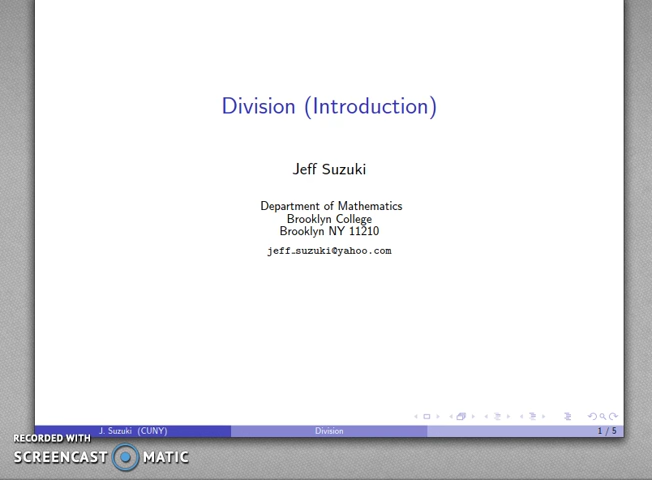 Division (Introduction)
Jeff Suzuki
Department of Mathematics
Brooklyn College
Brooklyn NY 11210
jeff_suzuki@yahoo.com
J. Suzuki (CUNY)
Division
1 / 5
RECORDED WITH
SCREENCAST MATIC